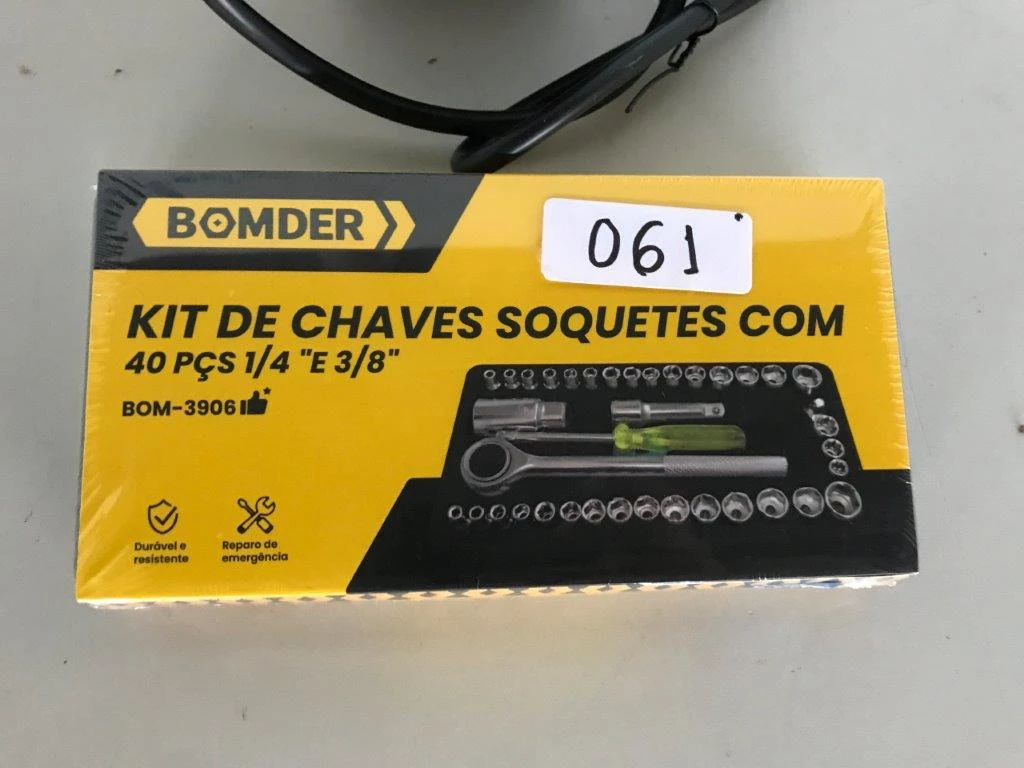 BOMDER
061
KIT DE CHAVES SOQUETES COM
40 PÇS 1/4 "E 3/8"
BOM-3906
Durável e
resistente
Reparo de
emergência